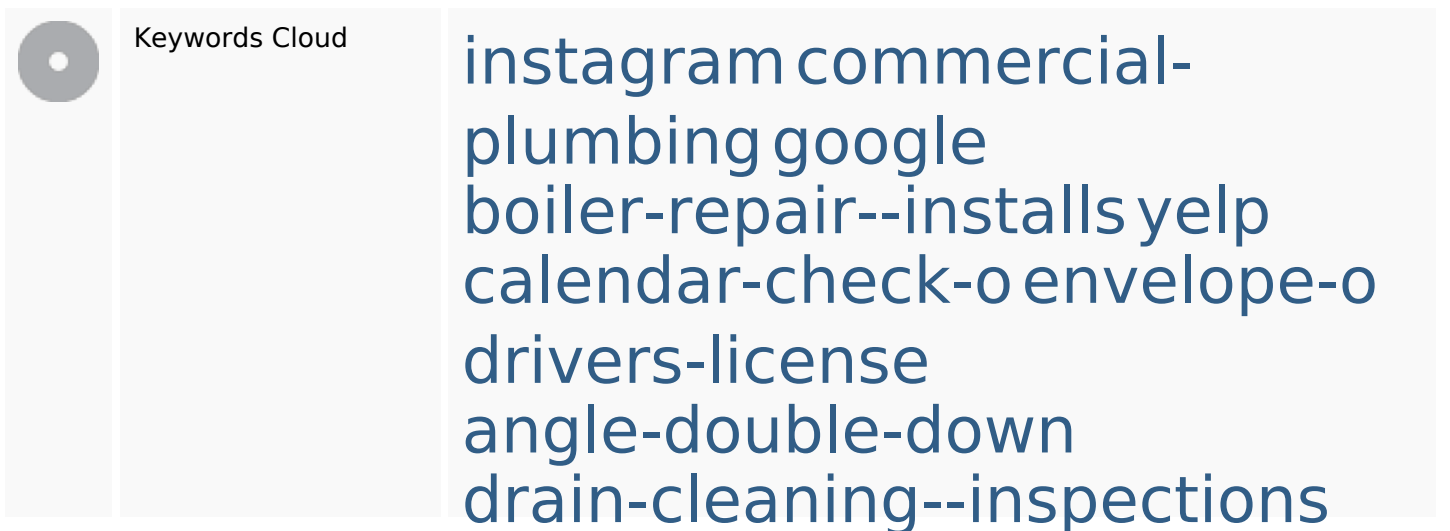 Keywords Cloud
instagram commercial-
plumbing google
boiler-repair--installs yelp
calendar-check-o envelope-o
drivers-license
angle-double-down
drain-cleaning--inspections